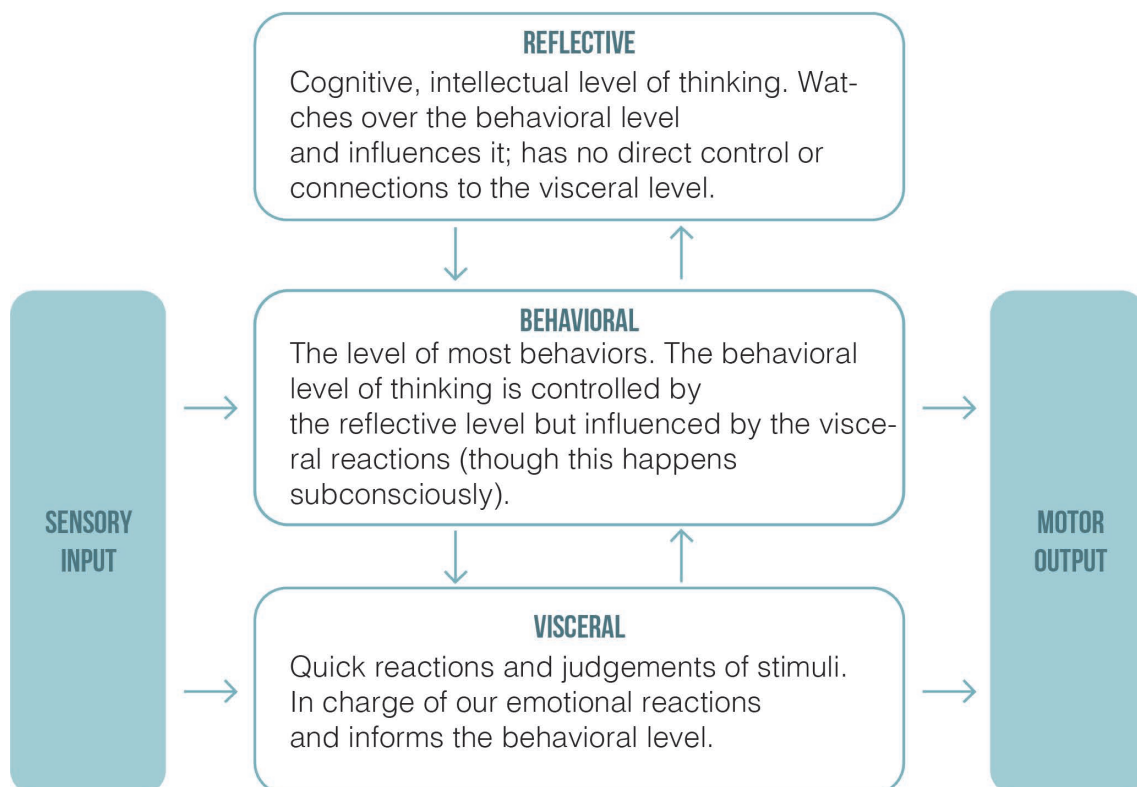 REFLECTIVE
Cognitive, intellectual level of thinking. Wat-
ches over the behavioral level
and influences it; has no direct control or
connections to the visceral level.
BEHAVIORAL
The level of most behaviors. The behavioral
level of thinking is controlled by
the reflective level but influenced by the visce-
ral reactions (though this happens
subconsciously).
SENSORY
INPUT
MOTOR
OUTPUT
VISCERAL
Quick reactions and judgements of stimuli.
In charge of our emotional reactions
and informs the behavioral level.